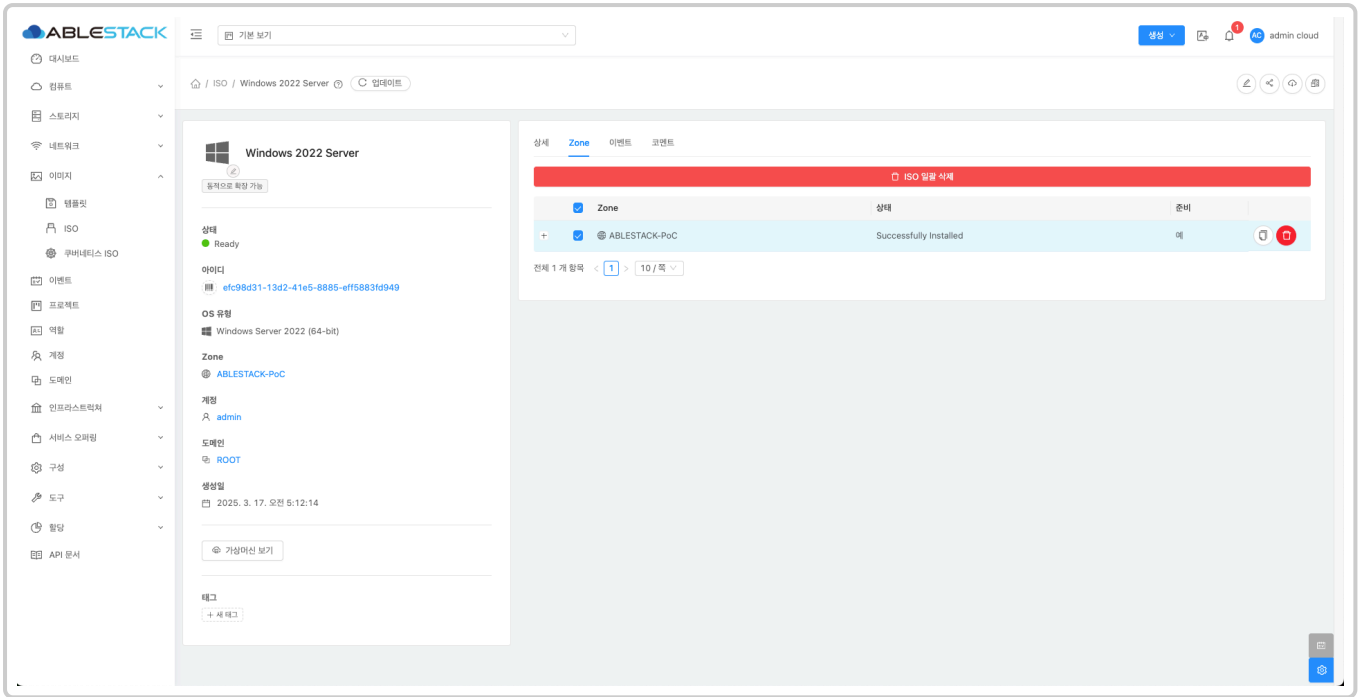 ABLESTACK
기본 보기
생성
1
AC
admin cloud
대시보드
컴퓨트
스토리지
네트워크
이미지
템플릿
ISO
쿠버네티스 ISO
이벤트
프로젝트
역할
계정
도메인
인프라스트럭쳐
서비스 오퍼링
구성
도구
할당
API 문서
/ ISO / Windows 2022 Server
업데이트
Windows 2022 Server
동적으로 확장 가능
상태
Ready
아이디
efc98d31-13d2-41e5-8885-eff5883fd949
OS 유형
Windows Server 2022 (64-bit)
Zone
ABLESTACK-PoC
계정
admin
도메인
ROOT
생성일
2025. 3. 17. 오전 5:12:14
가상머신 보기
태그
+ 새 태그
상세 Zone 이벤트 코멘트
ISO 일괄 삭제
Zone 상태 준비
+ ABLESTACK-PoC Successfully Installed 예
전체 1 개 항목 < 1 > 10 / 쪽